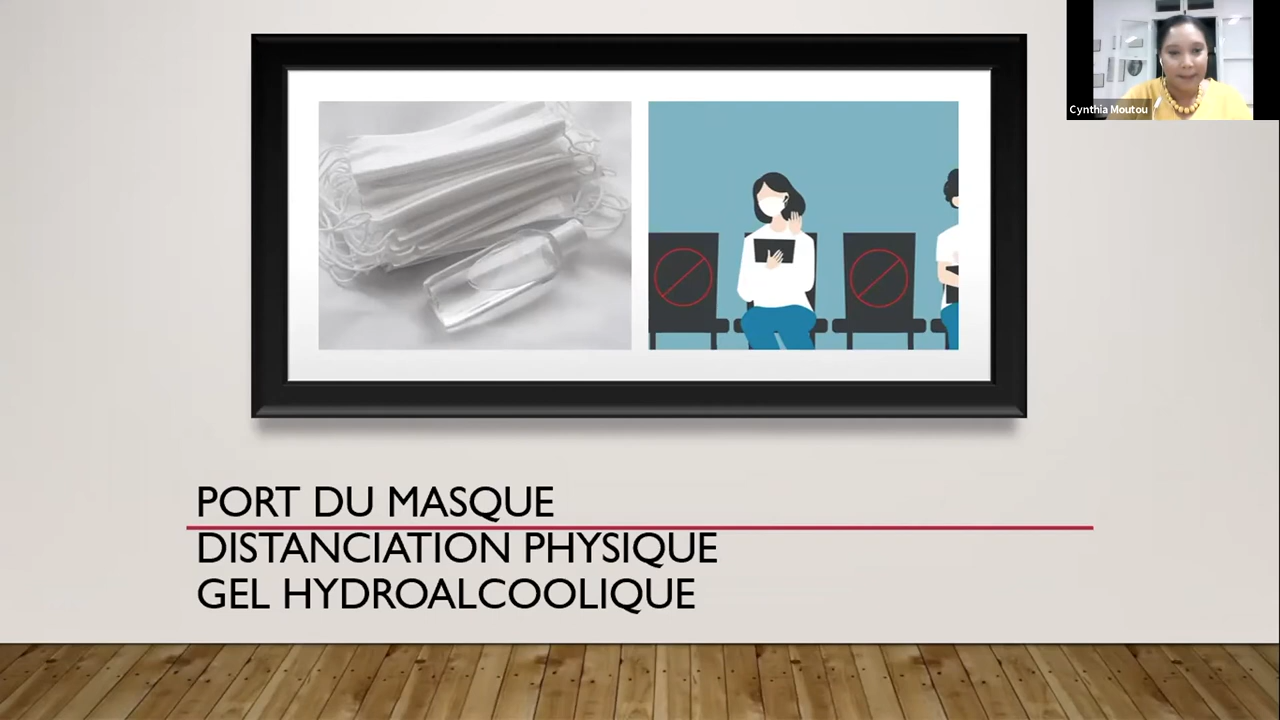 Cynthia Moutou
PORT DU MASQUE
DISTANCIATION PHYSIQUE
GEL HYDROALCOOLIQUE